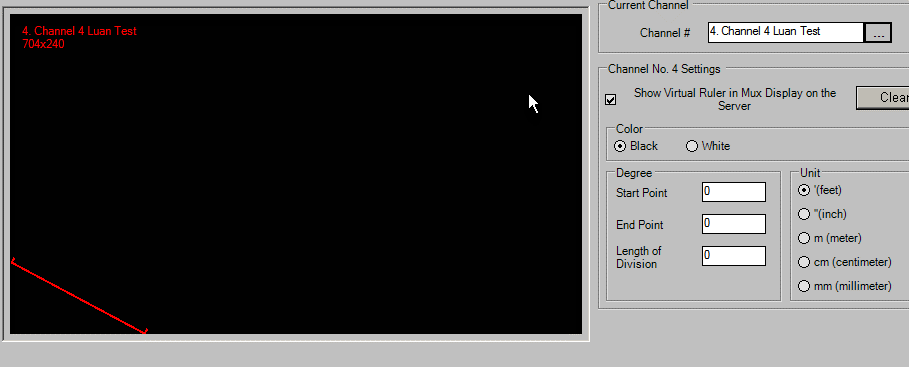 4. Channel 4 Luan Test
704x240
Current Channel
Channel #
4. Channel 4 Luan Test
...
Channel No. 4 Settings
Show Virtual Ruler in Mux Display on the
Server
Clear
Color
Black
White
Degree
Start Point
0
End Point
0
Length of
Division
0
Unit
'(feet)
"(inch)
m (meter)
cm (centimeter)
mm (millimeter)